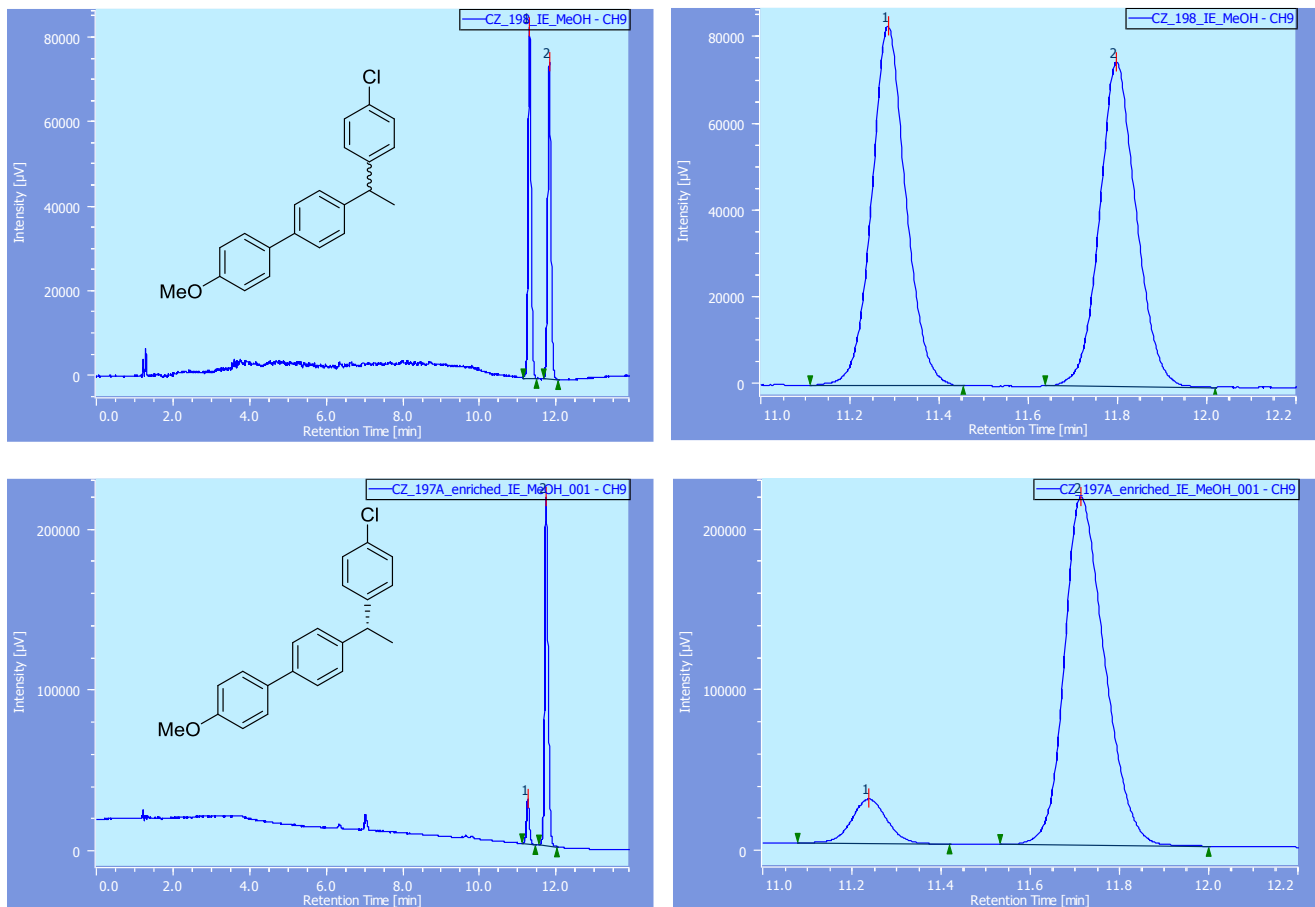 CZ_198_IE_MeOH - CH9
1
2
80000
60000
40000
20000
0
Intensity [µV]
Cl
MeO
0.0 2.0 4.0 6.0 8.0 10.0 12.0
Retention Time [min]
CZ_198_IE_MeOH - CH9
1
2
80000
60000
40000
20000
0
Intensity [µV]
11.0 11.2 11.4 11.6 11.8 12.0 12.2
Retention Time [min]
CZ_197A_enriched_IE_MeOH_001 - CH9
2
1
200000
100000
0
Intensity [µV]
Cl
MeO
0.0 2.0 4.0 6.0 8.0 10.0 12.0
Retention Time [min]
CZ_197A_enriched_IE_MeOH_001 - CH9
2
1
200000
100000
0
Intensity [µV]
11.0 11.2 11.4 11.6 11.8 12.0 12.2
Retention Time [min]